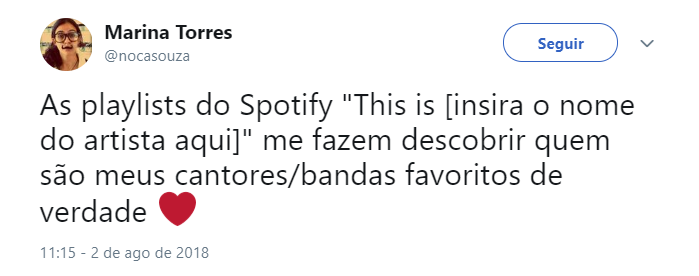 Marina Torres
@nocasouza
Seguir
As playlists do Spotify "This is [insira o nome
do artista aqui]" me fazem descobrir quem
são meus cantores/bandas favoritos de
verdade ❤
11:15 - 2 de ago de 2018